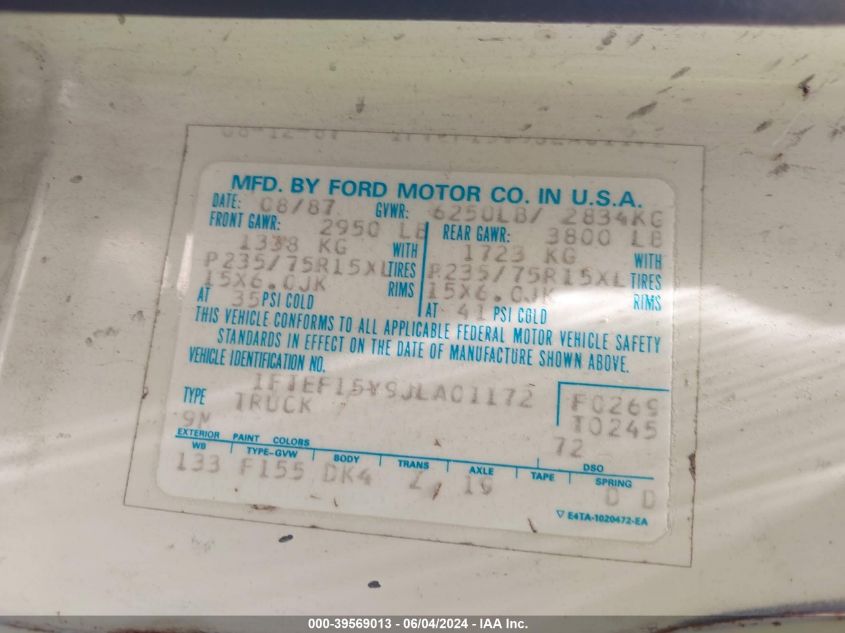 MFD. BY FORD MOTOR CO. IN U.S.A.
DATE: 08/87 GVWR: 6250LB/ 2834KG
FRONT GAWR: 2950 LB REAR GAWR: 3800 LB
1338 KG WITH 1723 KG WITH
P235/75R15XL TIRES P235/75R15XL TIRES
15X6.0JK RIMS 15X6.0JK RIMS
AT 35 PSI COLD AT 41 PSI COLD
THIS VEHICLE CONFORMS TO ALL APPLICABLE FEDERAL MOTOR VEHICLE SAFETY
STANDARDS IN EFFECT ON THE DATE OF MANUFACTURE SHOWN ABOVE.
VEHICLE IDENTIFICATION NO.
1FTEF15Y9JLA01172 F0269
TYPE TRUCK T0245
9M 72
EXTERIOR PAINT COLORS DSO
WB TYPE-GVW BODY TRANS AXLE TAPE SPRING
133 F155 DK4 19 D D
▽ E4TA-1020472-EA
000-39569013 - 06/04/2024 - IAA Inc.